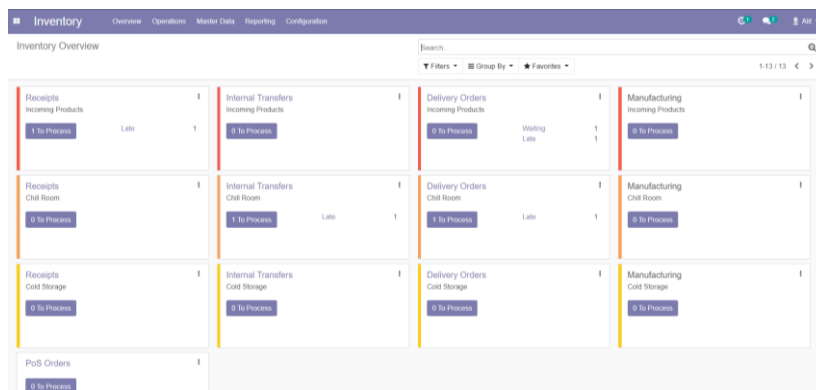 Inventory Overview Operations Master Data Reporting Configuration
Inventory Overview
Search...
Filters Group By Favorites 1-13 / 13
Receipts
Incoming Products
1 To Process Late 1
Internal Transfers
Incoming Products
0 To Process
Delivery Orders
Incoming Products
0 To Process Waiting 1
Late 1
Manufacturing
Incoming Products
0 To Process
Receipts
Chill Room
0 To Process
Internal Transfers
Chill Room
1 To Process Late 1
Delivery Orders
Chill Room
1 To Process Late 1
Manufacturing
Chill Room
0 To Process
Receipts
Cold Storage
0 To Process
Internal Transfers
Cold Storage
0 To Process
Delivery Orders
Cold Storage
0 To Process
Manufacturing
Cold Storage
0 To Process
PoS Orders
0 To Process